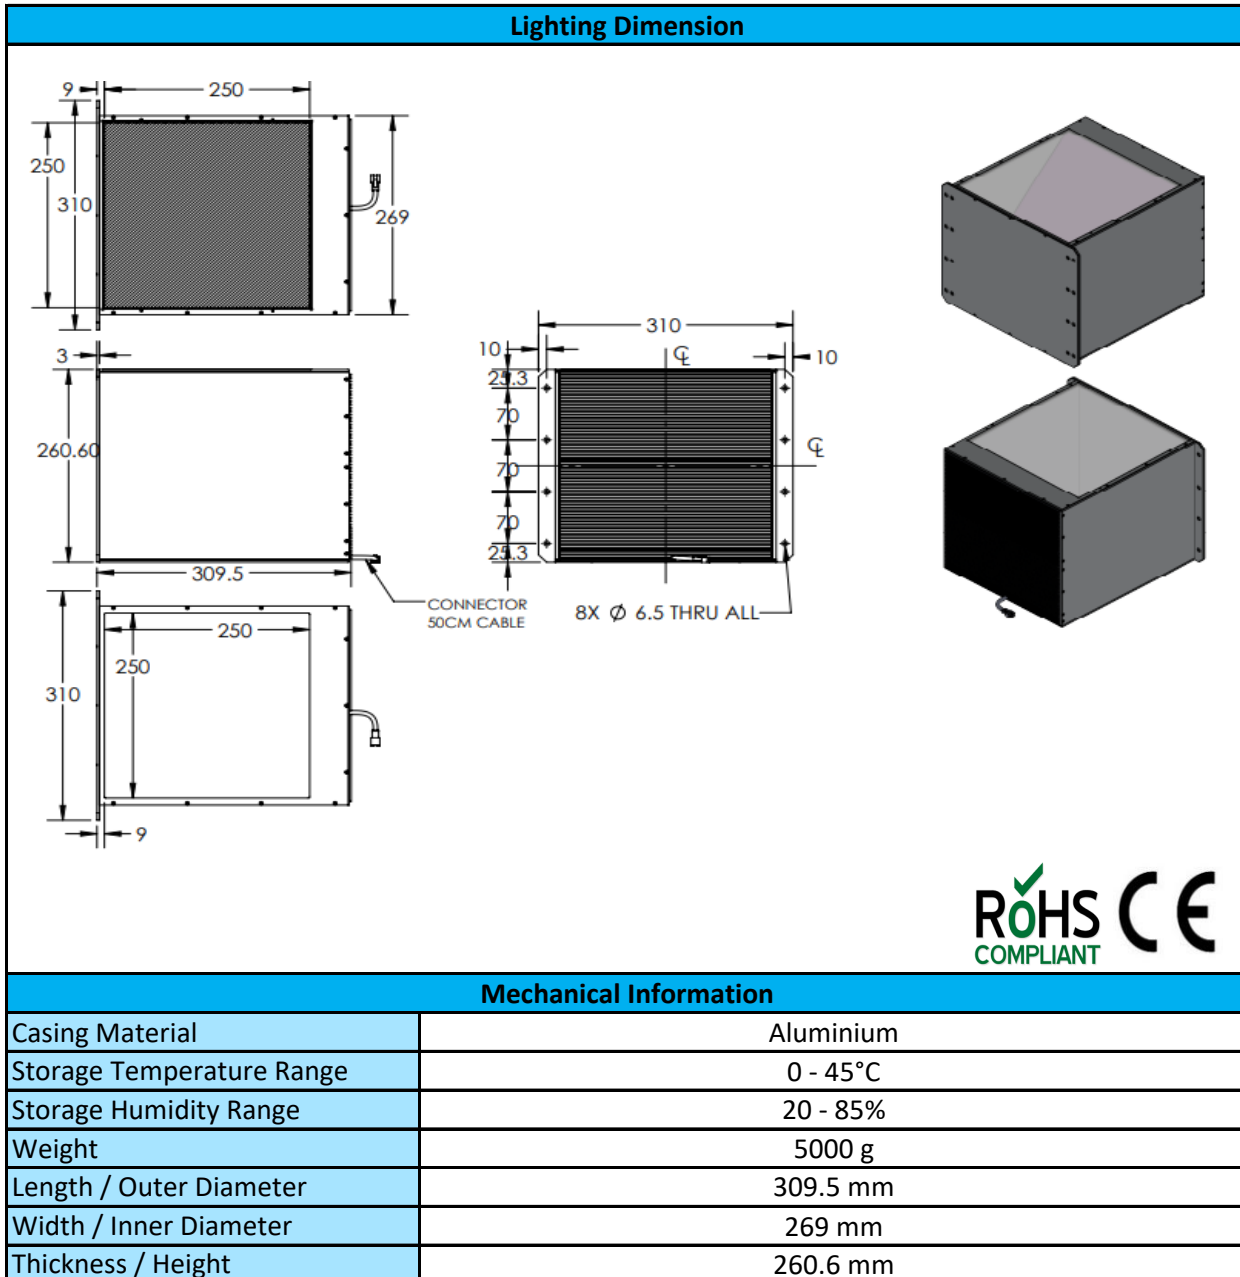 Lighting Dimension
9 250
250
310
269
3
260.60
309.5
CONNECTOR
50CM CABLE
310
10
10
℄
25.3
70
℄
70
70
25.3
8X Ø 6.5 THRU ALL
250
250
310
9
RoHS
COMPLIANT
CE
Mechanical Information
Casing Material Aluminium
Storage Temperature Range 0 - 45°C
Storage Humidity Range 20 - 85%
Weight 5000 g
Length / Outer Diameter 309.5 mm
Width / Inner Diameter 269 mm
Thickness / Height 260.6 mm